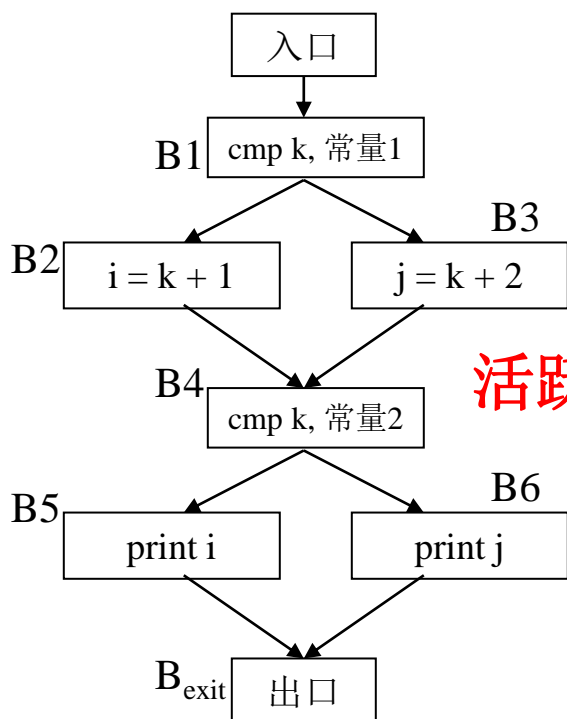 入口
B1
cmp k, 常量1
B3
B2
i = k + 1
j = k + 2
B4
活
cmp k, 常量2
B5
B6
print i
print j
Bexit
出口